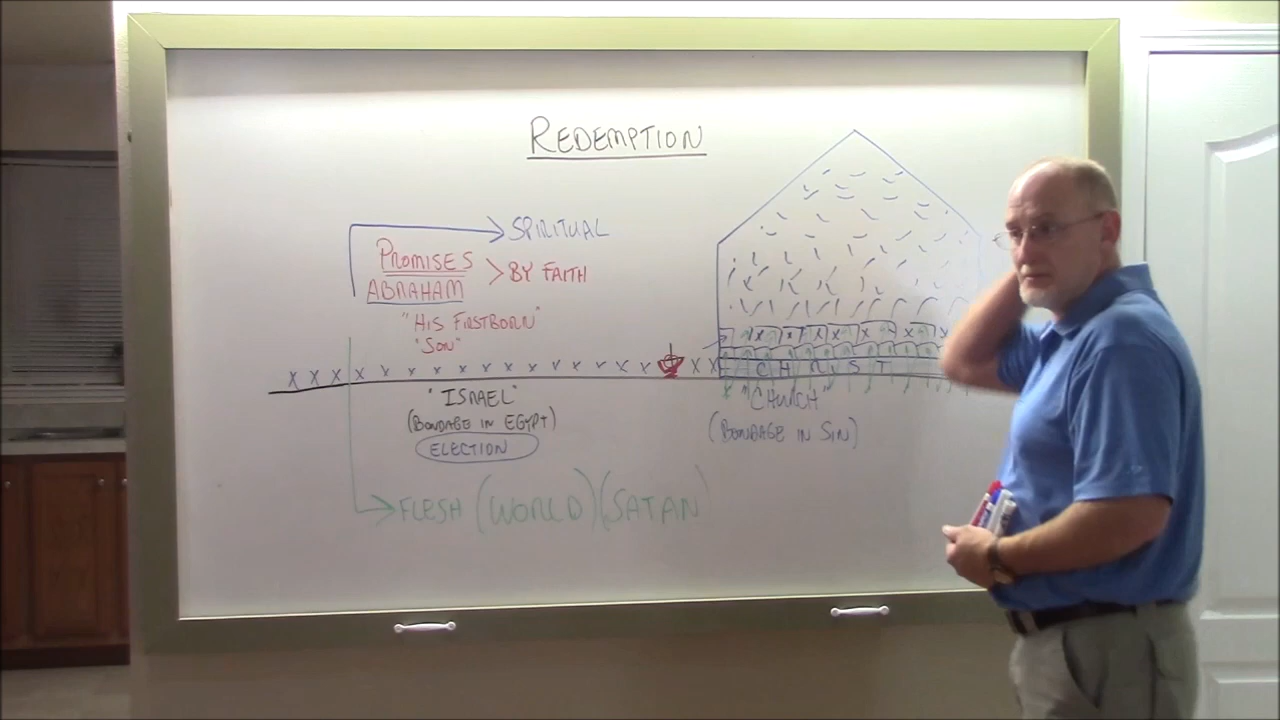 REDEMPTION
SPIRITUAL
PROMISES
ABRAHAM
> BY FAITH
"HIS FIRSTBORN"
"SON"
X X X X X X X X X X X X X X X X X X X
CHRIST
"ISRAEL"
(BONDAGE IN EGYPT)
ELECTION
"CHURCH"
(BONDAGE IN SIN)
FLESH (WORLD) (SATAN)